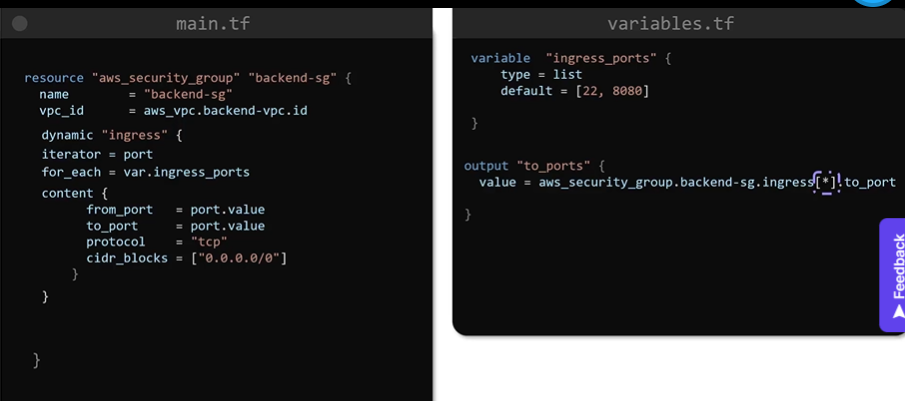 main.tf
resource "aws_security_group" "backend-sg" {
name = "backend-sg"
vpc_id = aws_vpc.backend-vpc.id
dynamic "ingress" {
iterator = port
for_each = var.ingress_ports
content {
from_port = port.value
to_port = port.value
protocol = "tcp"
cidr_blocks = ["0.0.0.0/0"]
}
}
}
variables.tf
variable "ingress_ports" {
type = list
default = [22, 8080]
}
output "to_ports" {
value = aws_security_group.backend-sg.ingress[*].to_port
}
Feedback